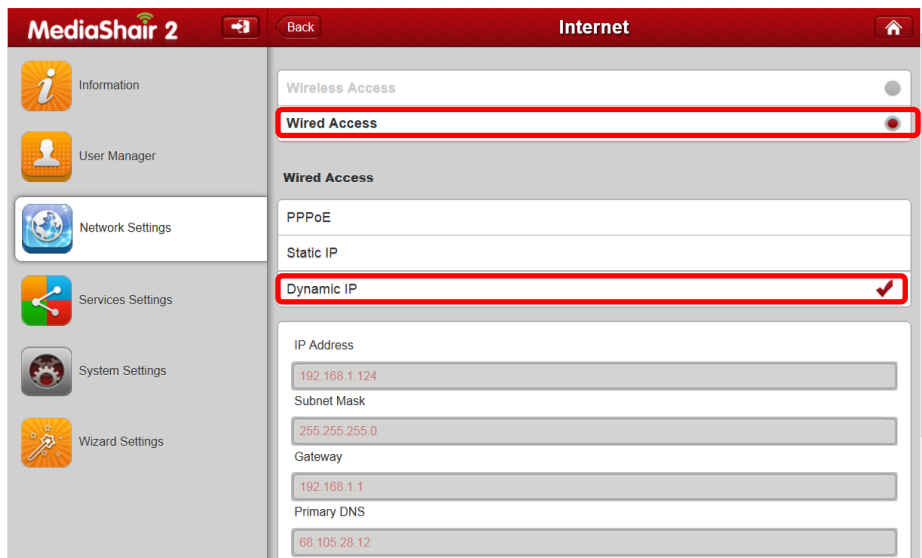 MediaShair 2
Back
Internet
Information
User Manager
Network Settings
Services Settings
System Settings
Wizard Settings
Wireless Access
Wired Access
Wired Access
PPPoE
Static IP
Dynamic IP
IP Address
192.168.1.124
Subnet Mask
255.255.255.0
Gateway
192.168.1.1
Primary DNS
68.105.28.12